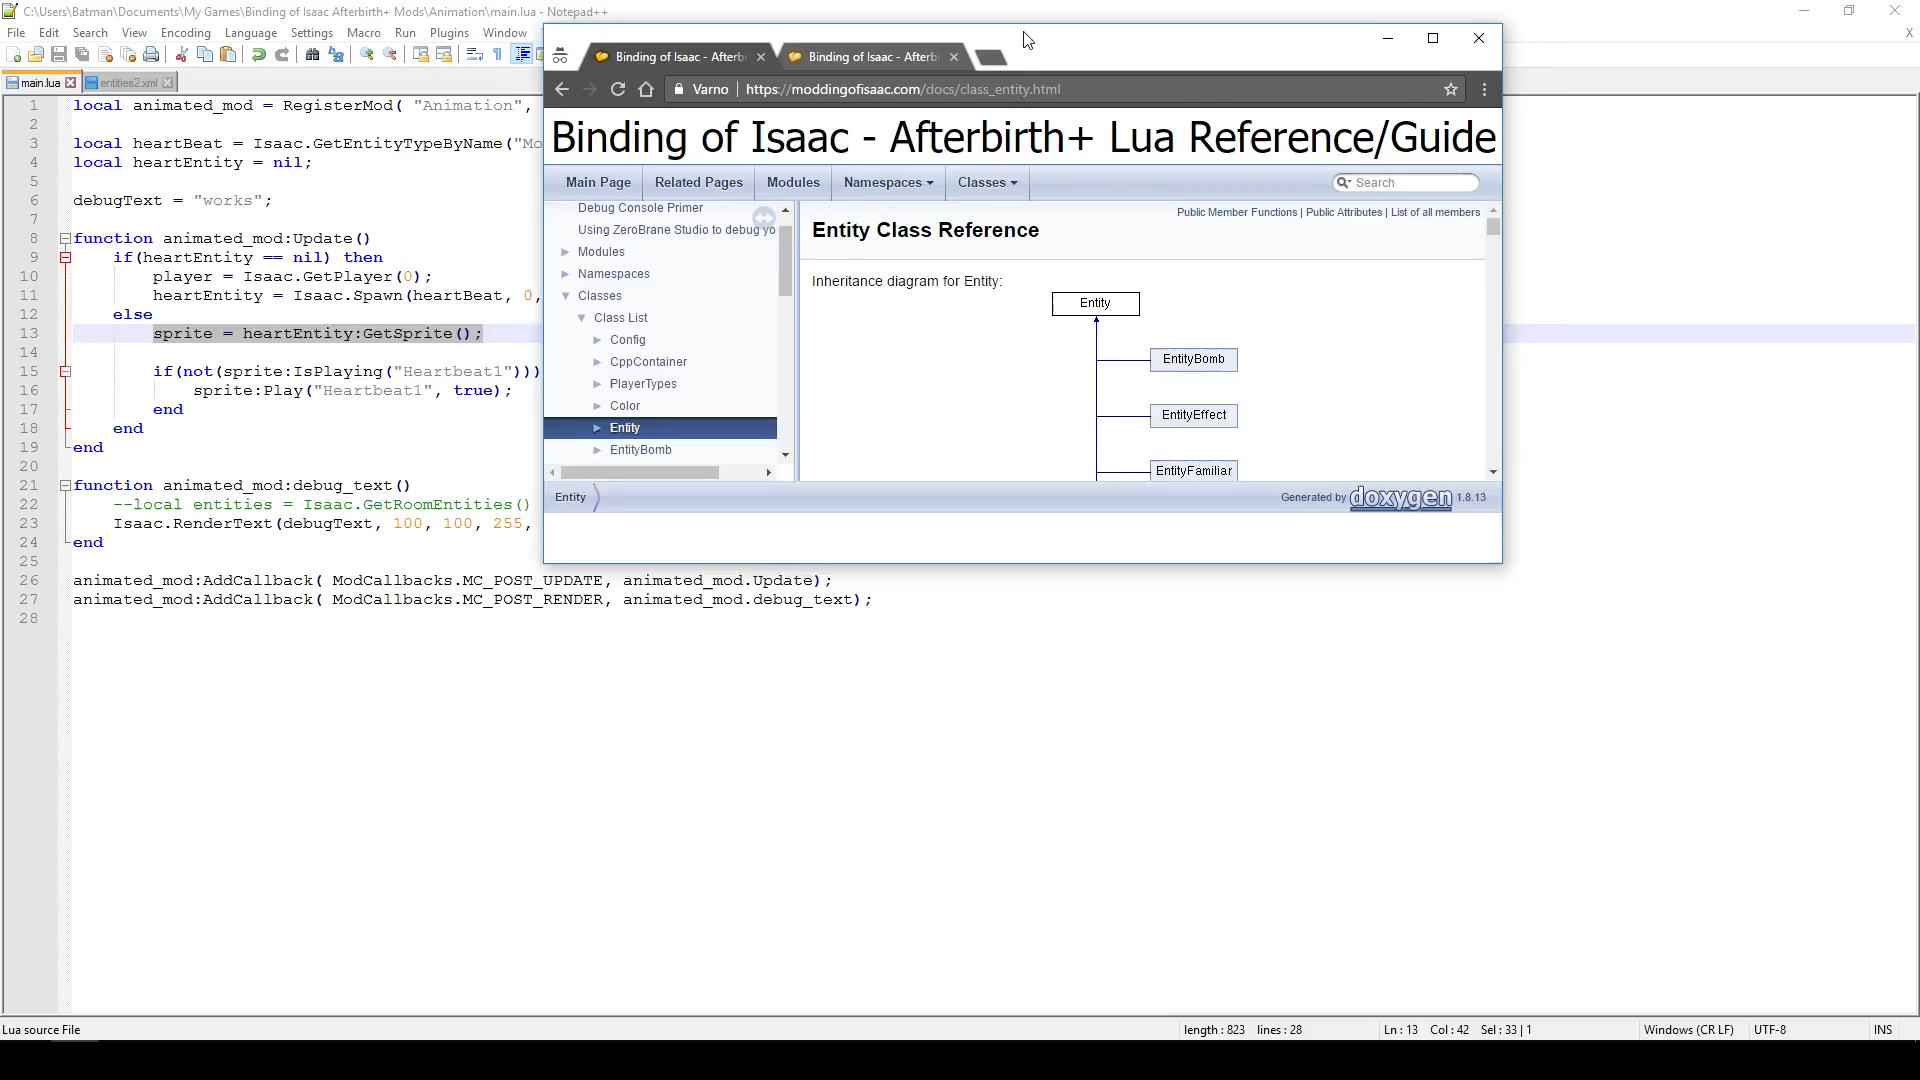 C:\Users\Batman\Documents\My Games\Binding of Isaac Afterbirth+ Mods\Animation\main.lua - Notepad++
File Edit Search View Encoding Language Settings Macro Run Plugins Window
X
main.lua
entities2.xml
1 local animated_mod = RegisterMod( "Animation",
2
3 local heartBeat = Isaac.GetEntityTypeByName("Mo
4 local heartEntity = nil;
5
6 debugText = "works";
7
8 function animated_mod:Update()
9 if(heartEntity == nil) then
10 player = Isaac.GetPlayer(0);
11 heartEntity = Isaac.Spawn(heartBeat, 0,
12 else
13 sprite = heartEntity:GetSprite();
14
15 if(not(sprite:IsPlaying("Heartbeat1")))
16 sprite:Play("Heartbeat1", true);
17 end
18 end
19 end
20
21 function animated_mod:debug_text()
22 --local entities = Isaac.GetRoomEntities()
23 Isaac.RenderText(debugText, 100, 100, 255,
24 end
25
26 animated_mod:AddCallback( ModCallbacks.MC_POST_UPDATE, animated_mod.Update);
27 animated_mod:AddCallback( ModCallbacks.MC_POST_RENDER, animated_mod.debug_text);
28
Binding of Isaac - Afterb
Binding of Isaac - Afterb
Varno
https://moddingofisaac.com/docs/class_entity.html
Binding of Isaac - Afterbirth+ Lua Reference/Guide
Main Page Related Pages Modules Namespaces Classes
Search
Debug Console Primer
Using ZeroBrane Studio to debug yo
Modules
Namespaces
Classes
Class List
Config
CppContainer
PlayerTypes
Color
Entity
EntityBomb
Public Member Functions | Public Attributes | List of all members
Entity Class Reference
Inheritance diagram for Entity:
Entity
EntityBomb
EntityEffect
EntityFamiliar
Entity
Generated by doxygen 1.8.13
Lua source File
length : 823 lines : 28
Ln : 13 Col : 42 Sel : 33 | 1
Windows (CR LF)
UTF-8
INS